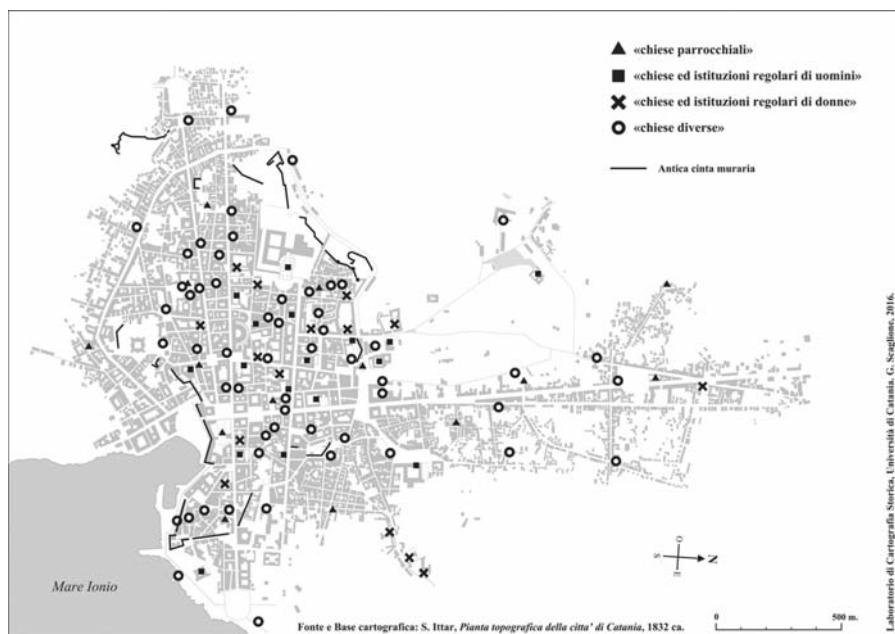 «chiese parrocchiali»
«chiese ed istituzioni regolari di uomini»
«chiese ed istituzioni regolari di donne»
«chiese diverse»
Antica cinta muraria
Laboratorio di Cartografia Storica, Università di Catania, G. Scaglione, 2016.
O
S N
E
Mare Ionio
Fonte e Base cartografica: S. Ittar, Pianta topografica della citta' di Catania, 1832 ca.
0 500 m.